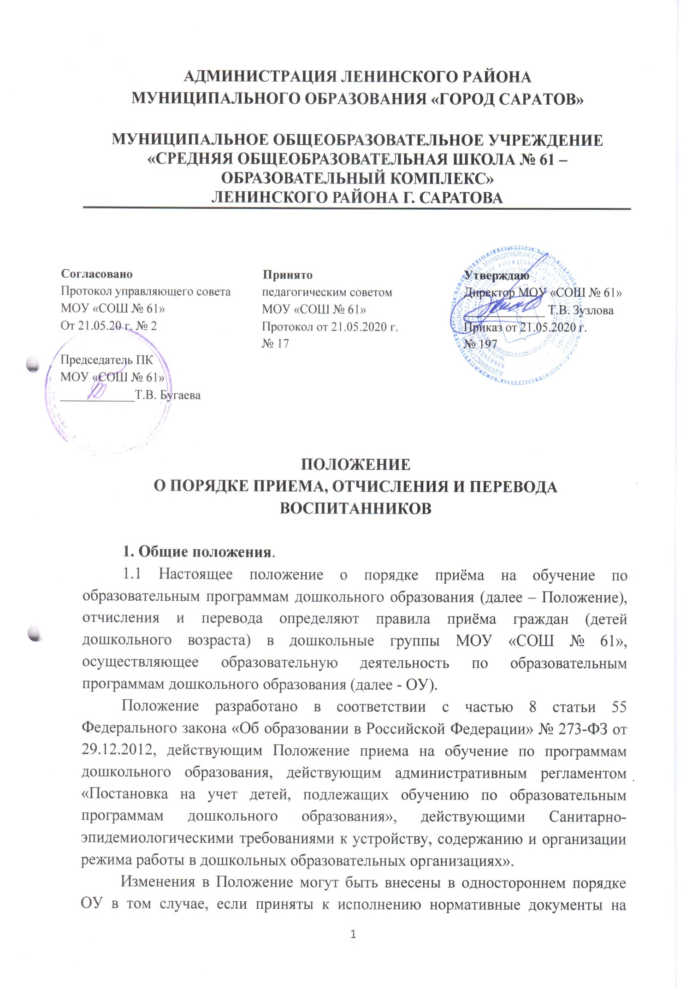 АДМИНИСТРАЦИЯ ЛЕНИНСКОГО РАЙОНА
МУНИЦИПАЛЬНОГО ОБРАЗОВАНИЯ «ГОРОД САРАТОВ»
МУНИЦИПАЛЬНОЕ ОБЩЕОБРАЗОВАТЕЛЬНОЕ УЧРЕЖДЕНИЕ
«СРЕДНЯЯ ОБЩЕОБРАЗОВАТЕЛЬНАЯ ШКОЛА № 61 –
ОБРАЗОВАТЕЛЬНЫЙ КОМПЛЕКС»
ЛЕНИНСКОГО РАЙОНА Г. САРАТОВА
Согласовано
Протокол управляющего совета
МОУ «СОШ № 61»
От 21.05.20 г. № 2
Председатель ПК
МОУ «СОШ № 61»
____________Т.В. Бугаева
Принято
педагогическим советом
МОУ «СОШ № 61»
Протокол от 21.05.2020 г.
№ 17
Утверждаю
Директор МОУ «СОШ № 61»
_____________ Т.В. Зузлова
Приказ от 21.05.2020 г.
№ 197
ПОЛОЖЕНИЕ
О ПОРЯДКЕ ПРИЕМА, ОТЧИСЛЕНИЯ И ПЕРЕВОДА
ВОСПИТАННИКОВ
1. Общие положения.
1.1 Настоящее положение о порядке приёма на обучение по
образовательным программам дошкольного образования (далее – Положение),
отчисления и перевода определяют правила приёма граждан (детей
дошкольного возраста) в дошкольные группы МОУ «СОШ № 61»,
осуществляющее образовательную деятельность по образовательным
программам дошкольного образования (далее - ОУ).
Положение разработано в соответствии с частью 8 статьи 55
Федерального закона «Об образовании в Российской Федерации» № 273-ФЗ от
29.12.2012, действующим Положение приема на обучение по программам
дошкольного образования, действующим административным регламентом
«Постановка на учет детей, подлежащих обучению по образовательным
программам дошкольного образования», действующими Санитарно-
эпидемиологическими требованиями к устройству, содержанию и организации
режима работы в дошкольных образовательных организациях».
Изменения в Положение могут быть внесены в одностороннем порядке
ОУ в том случае, если приняты к исполнению нормативные документы на
1